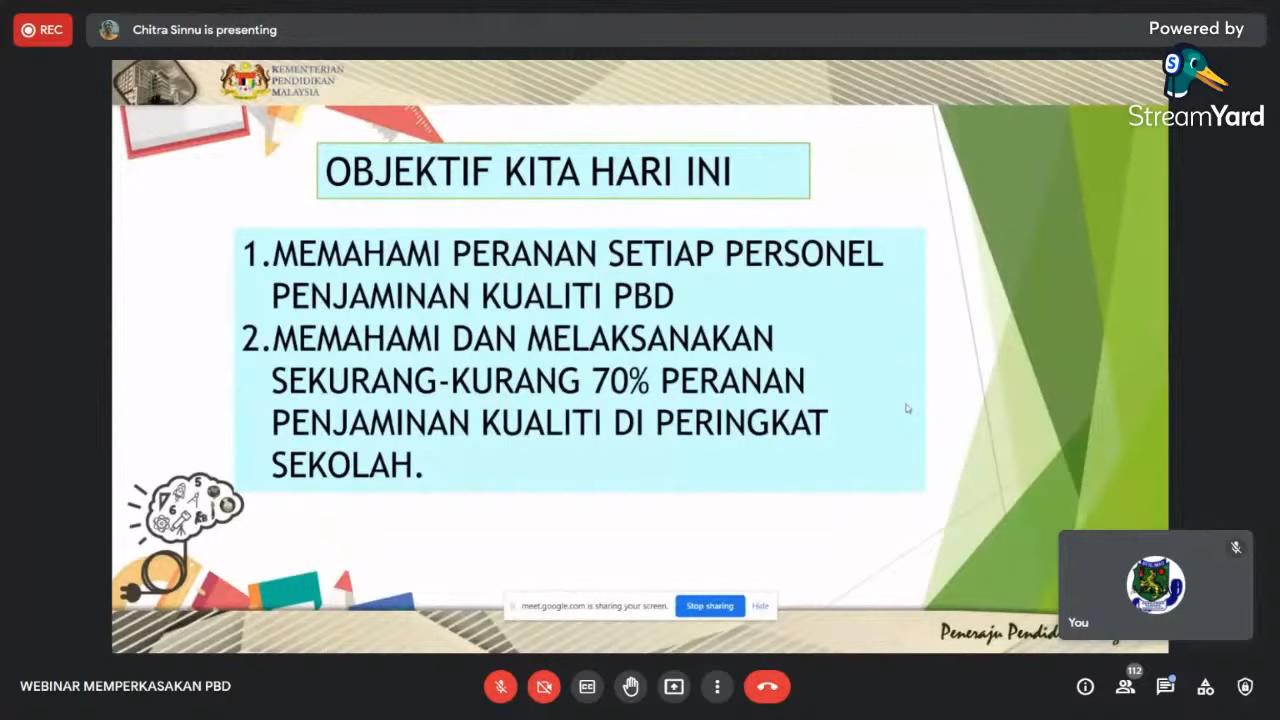 REC
Chitra Sinnu is presenting
Powered by
StreamYard
KEMENTERIAN
PENDIDIKAN
MALAYSIA
OBJEKTIF KITA HARI INI
1.MEMAHAMI PERANAN SETIAP PERSONEL
PENJAMINAN KUALITI PBD
2.MEMAHAMI DAN MELAKSANAKAN
SEKURANG-KURANG 70% PERANAN
PENJAMINAN KUALITI DI PERINGKAT
SEKOLAH.
meet.google.com is sharing your screen.
Stop sharing
Hide
Peneraju
You
WEBINAR MEMPERKASAKAN PBD
112